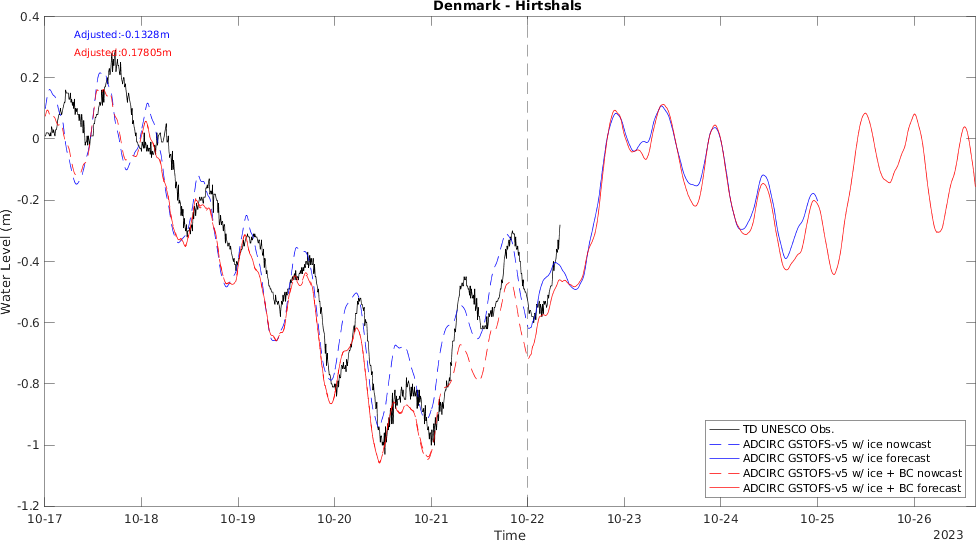 Denmark - Hirtshals
Adjusted:-0.1328m
Adjusted:0.17805m
0.4
0.2
0
-0.2
-0.4
-0.6
-0.8
-1
-1.2
Water Level (m)
10-17
10-18
10-19
10-20
10-21
10-22
10-23
10-24
10-25
10-26
Time
2023
TD UNESCO Obs.
ADCIRC GSTOFS-v5 w/ ice nowcast
ADCIRC GSTOFS-v5 w/ ice forecast
ADCIRC GSTOFS-v5 w/ice + BC nowcast
ADCIRC GSTOFS-v5 w/ice + BC forecast